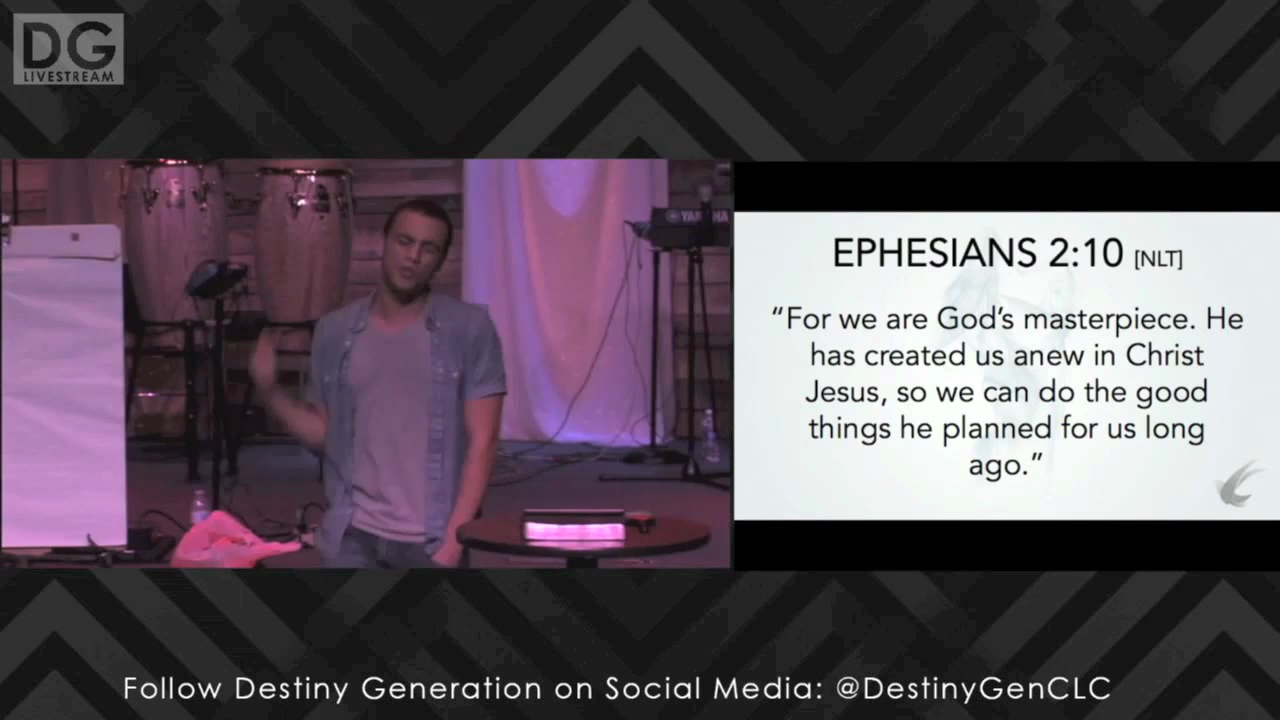 DG
LIVESTREAM
YAMAHA
EPHESIANS 2:10 [NLT]
“For we are God’s masterpiece. He
has created us anew in Christ
Jesus, so we can do the good
things he planned for us long
ago.”
Follow Destiny Generation on Social Media: @DestinyGenCLC